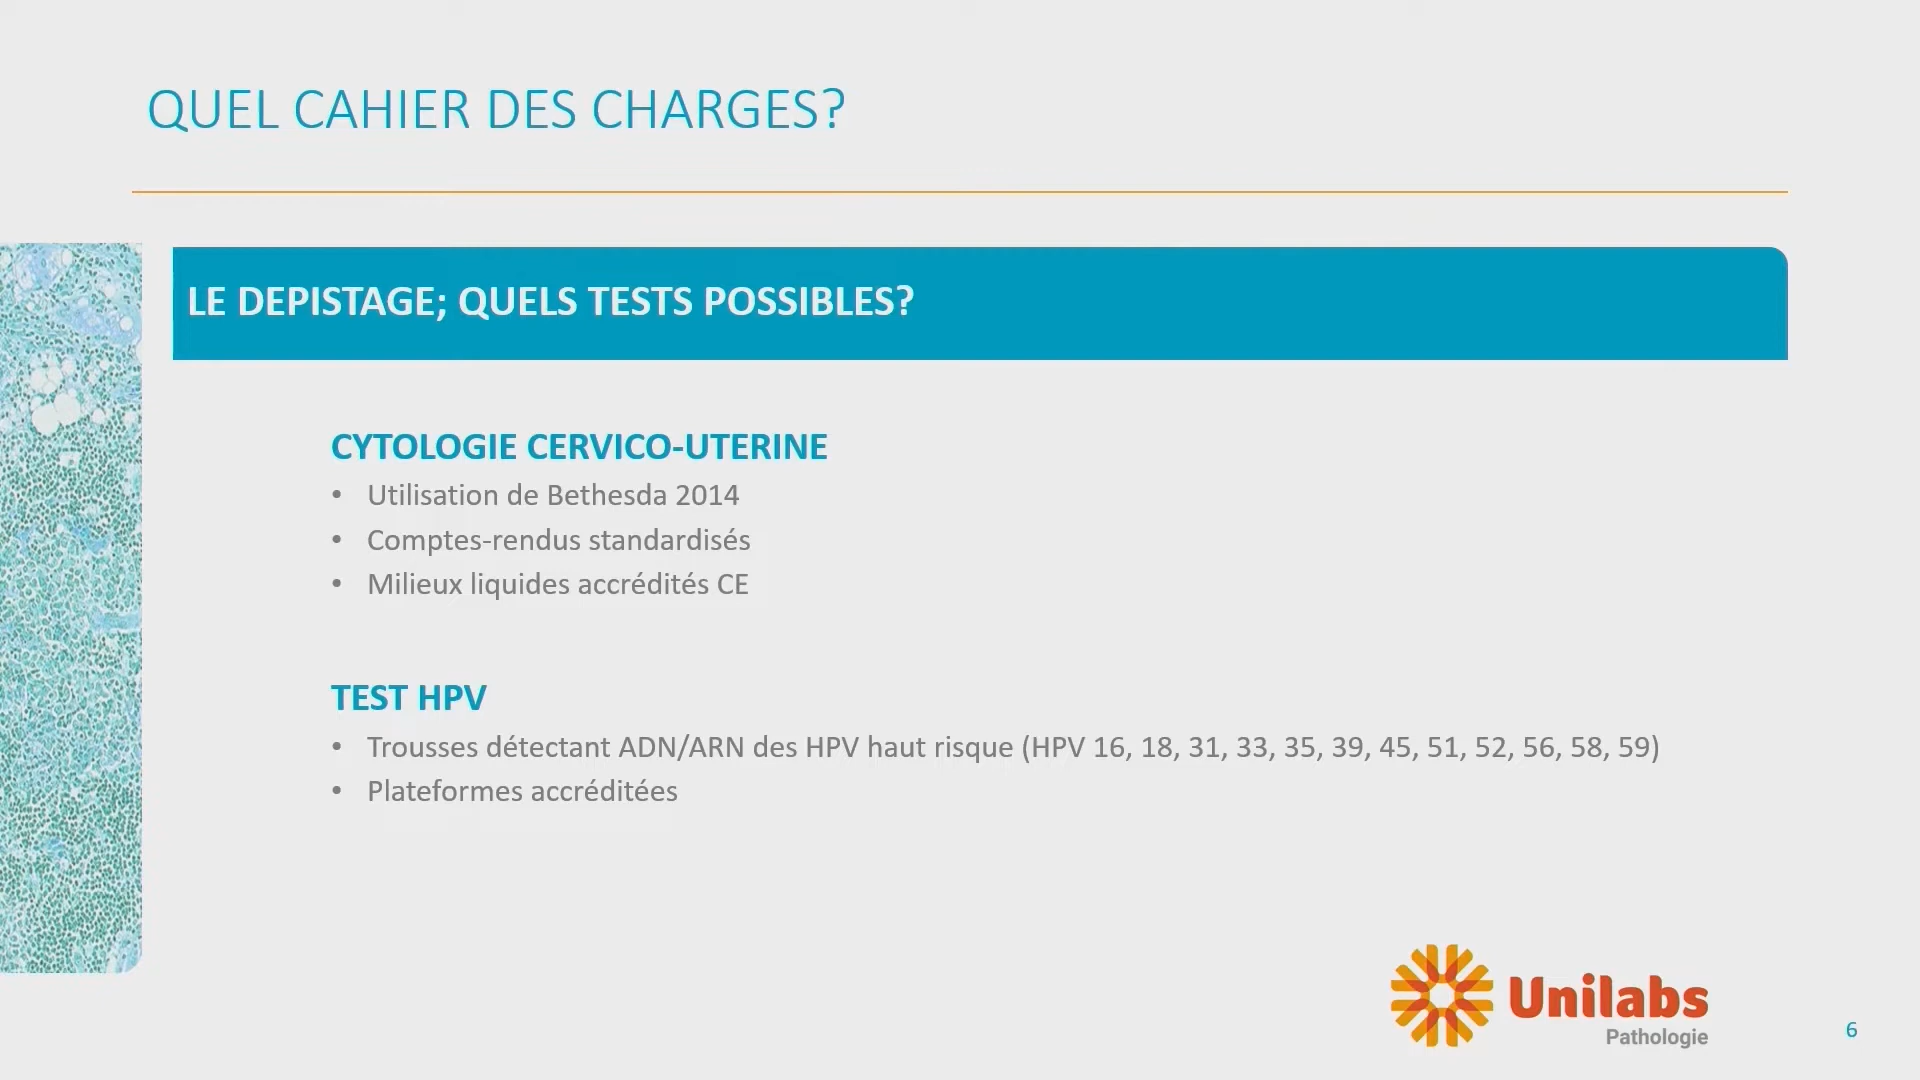 QUEL CAHIER DES CHARGES?
LE DEPISTAGE; QUELS TESTS POSSIBLES?
CYTOLOGIE CERVICO-UTERINE
• Utilisation de Bethesda 2014
• Comptes-rendus standardisés
• Milieux liquides accrédités CE
TEST HPV
• Trousses détectant ADN/ARN des HPV haut risque (HPV 16, 18, 31, 33, 35, 39, 45, 51, 52, 56, 58, 59)
• Plateformes accréditées
Unilabs
Pathologie
6